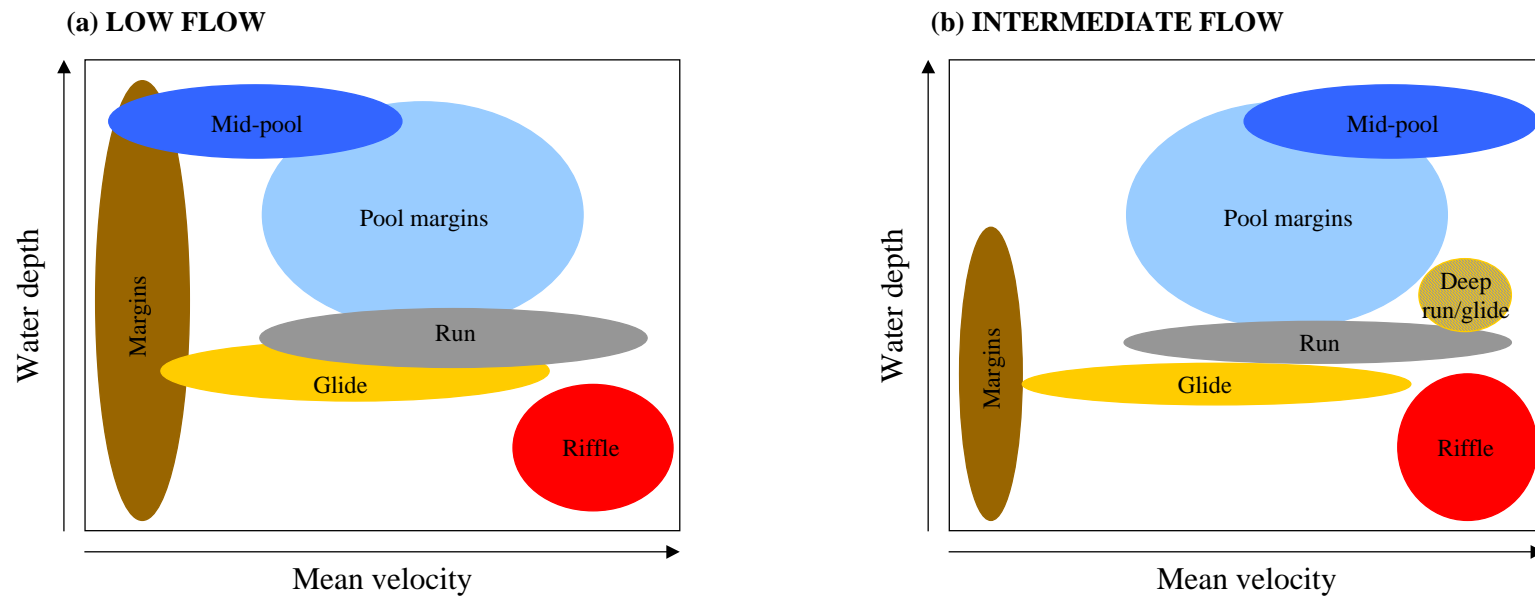 (a) LOW FLOW
Water depth
Mid-pool
Pool margins
Margins
Run
Glide
Riffle
Mean velocity
(b) INTERMEDIATE FLOW
Water depth
Mid-pool
Pool margins
Deep
run/glide
Margins
Run
Glide
Riffle
Mean velocity